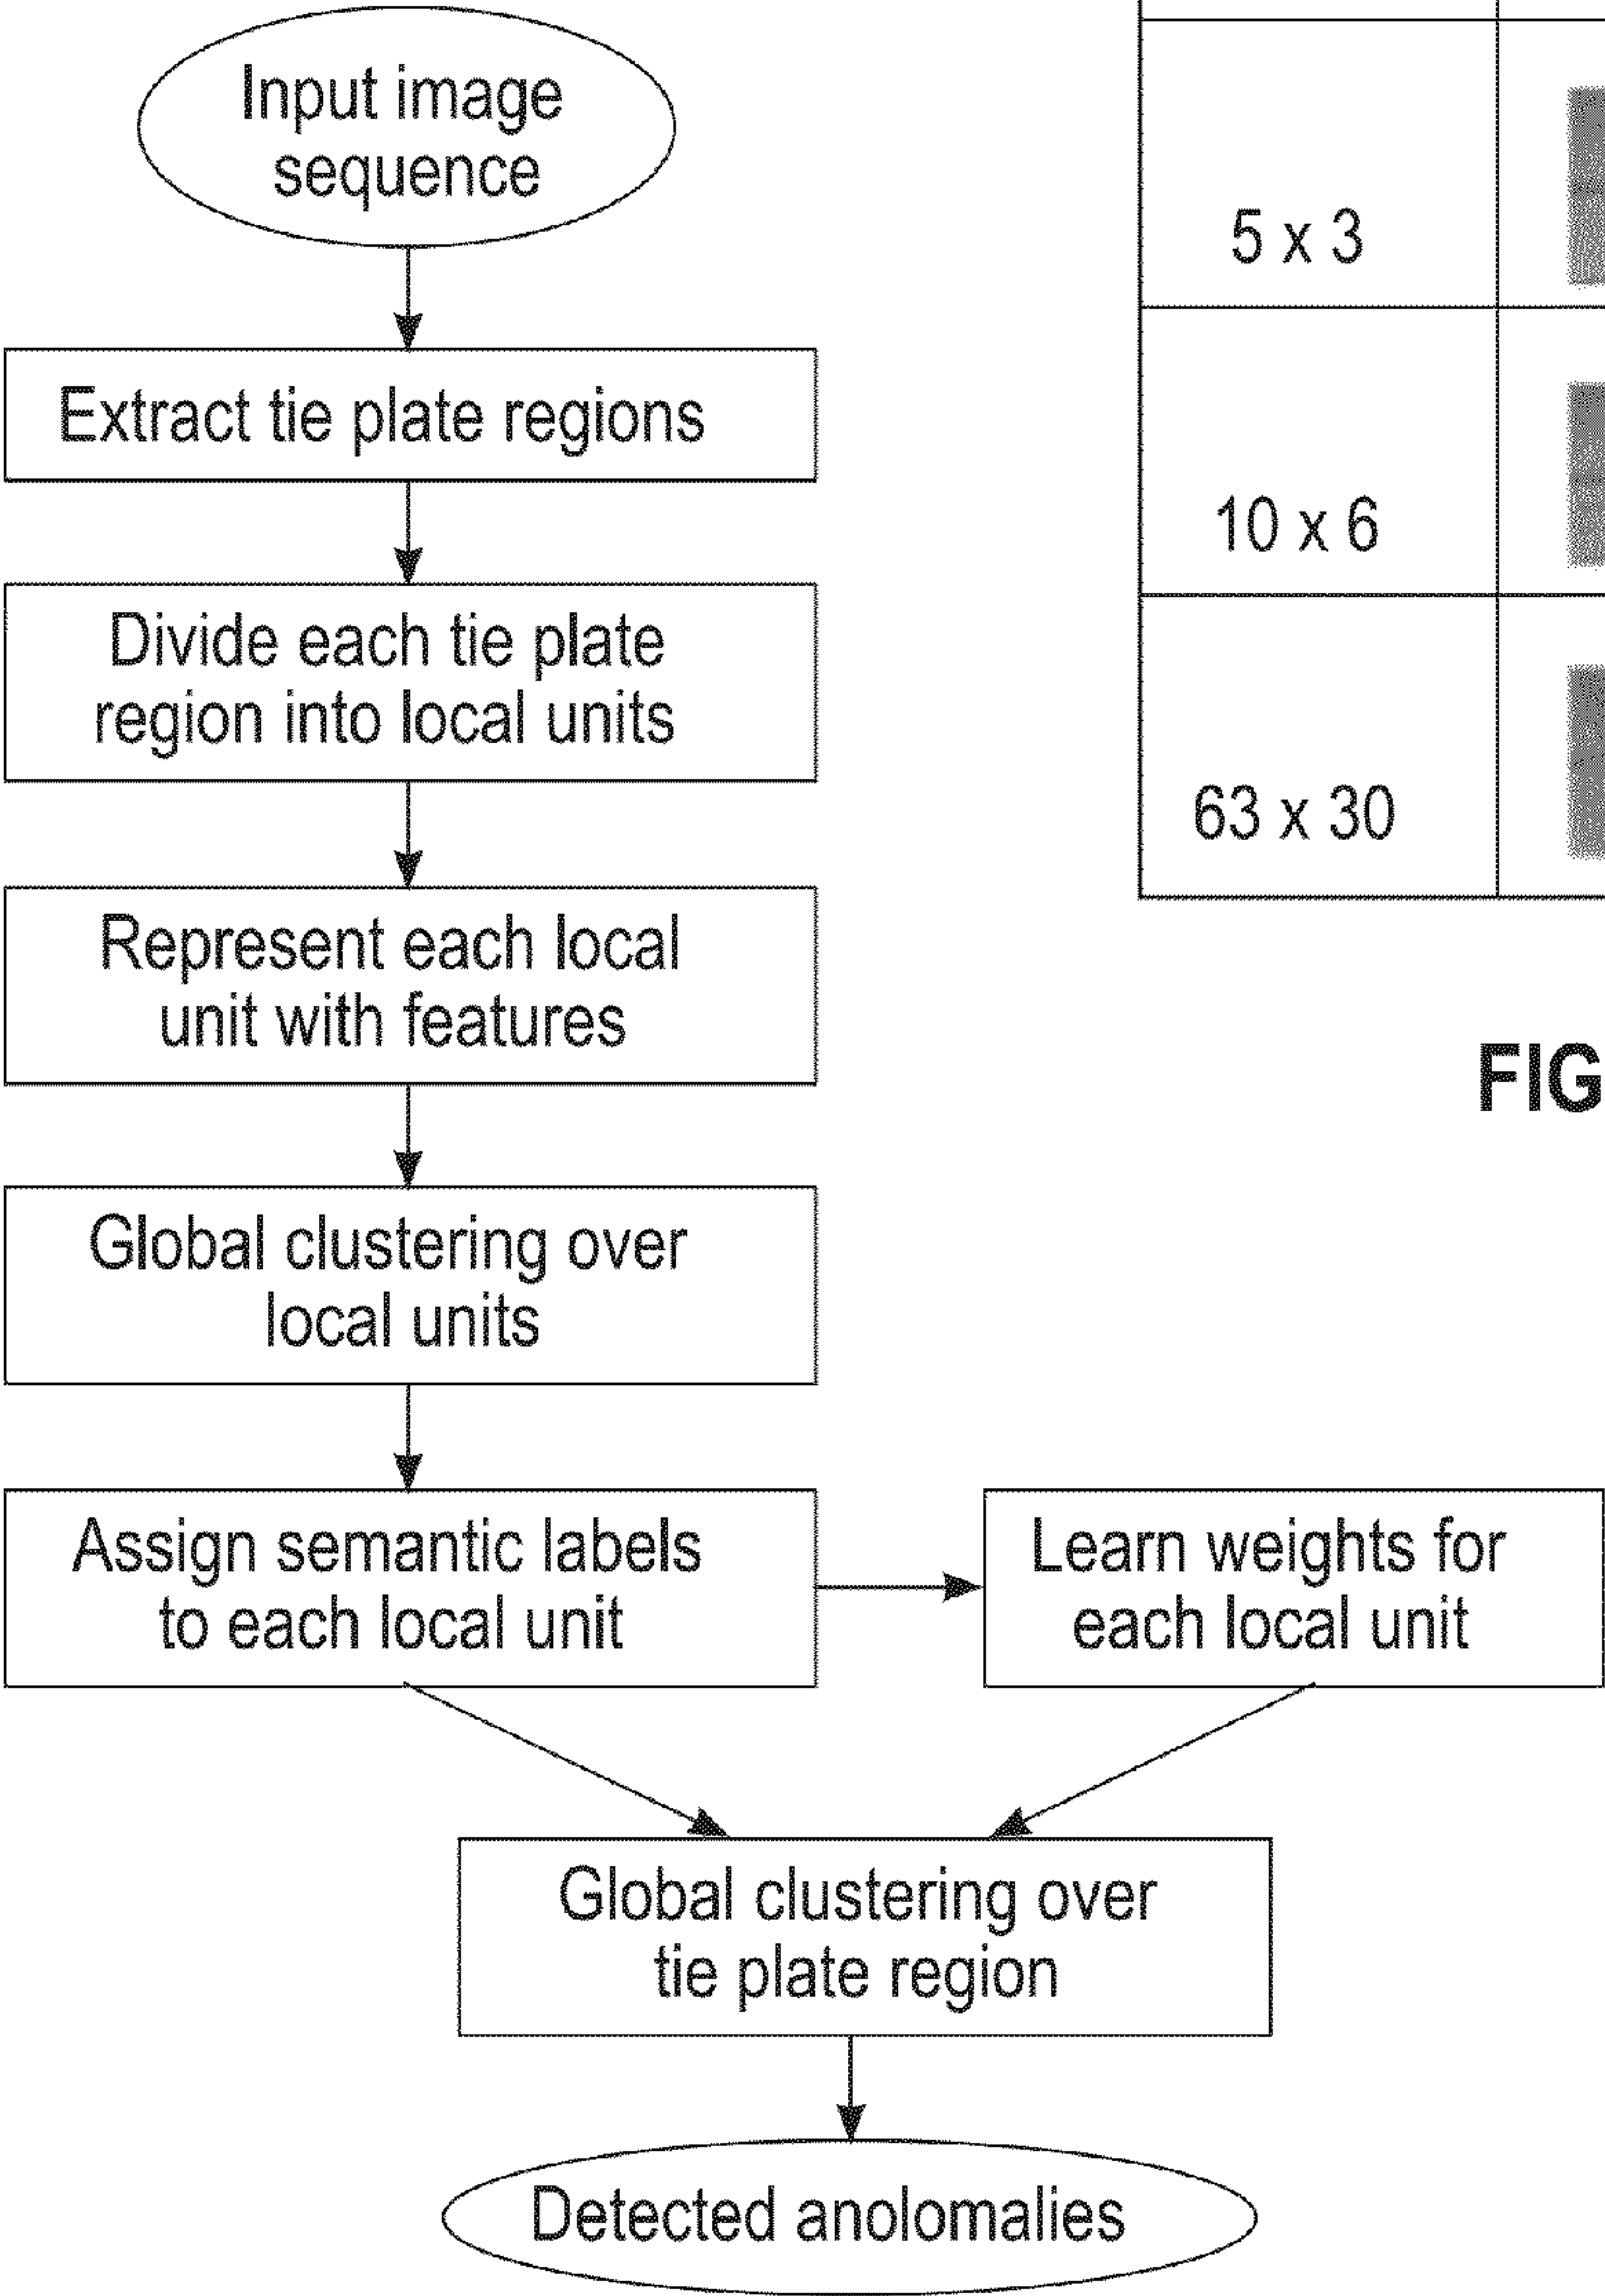 Input image
sequence
Extract tie plate regions
Divide each tie plate
region into local units
Represent each local
unit with features
Global clustering over
local units
Assign semantic labels
to each local unit
Learn weights for
each local unit
Global clustering over
tie plate region
Detected anolomalies
5 x 3
10 x 6
63 x 30
FIG